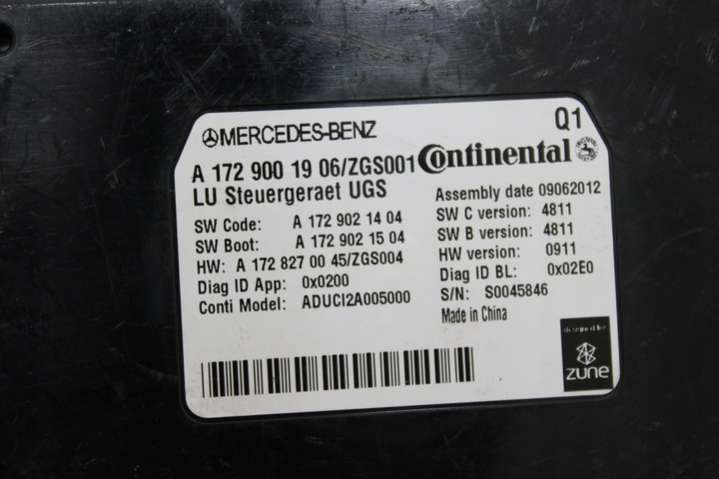 MERCEDES-BENZ
Q1
A 172 900 19 06/ZGS001
Continental
LU Steuergeraet UGS
SW Code: A 172 902 14 04
SW Boot: A 172 902 15 04
HW: A 172 827 00 45/ZGS004
Diag ID App: 0x0200
Conti Model: ADUCI2A005000
Assembly date 09062012
SW C version: 4811
SW B version: 4811
HW version: 0911
Diag ID BL: 0x02E0
S/N: S0045846
Made in China
designed by
zune